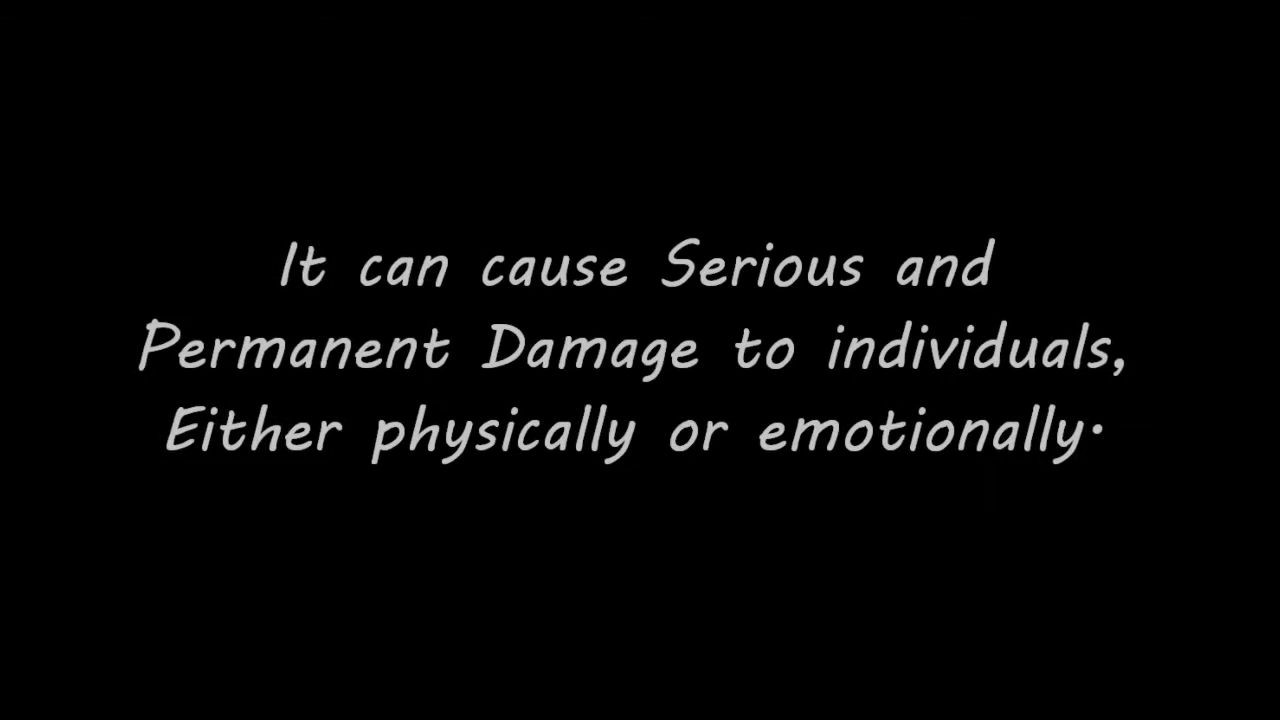 It can cause Serious and
Permanent Damage to individuals,
Either physically or emotionally.